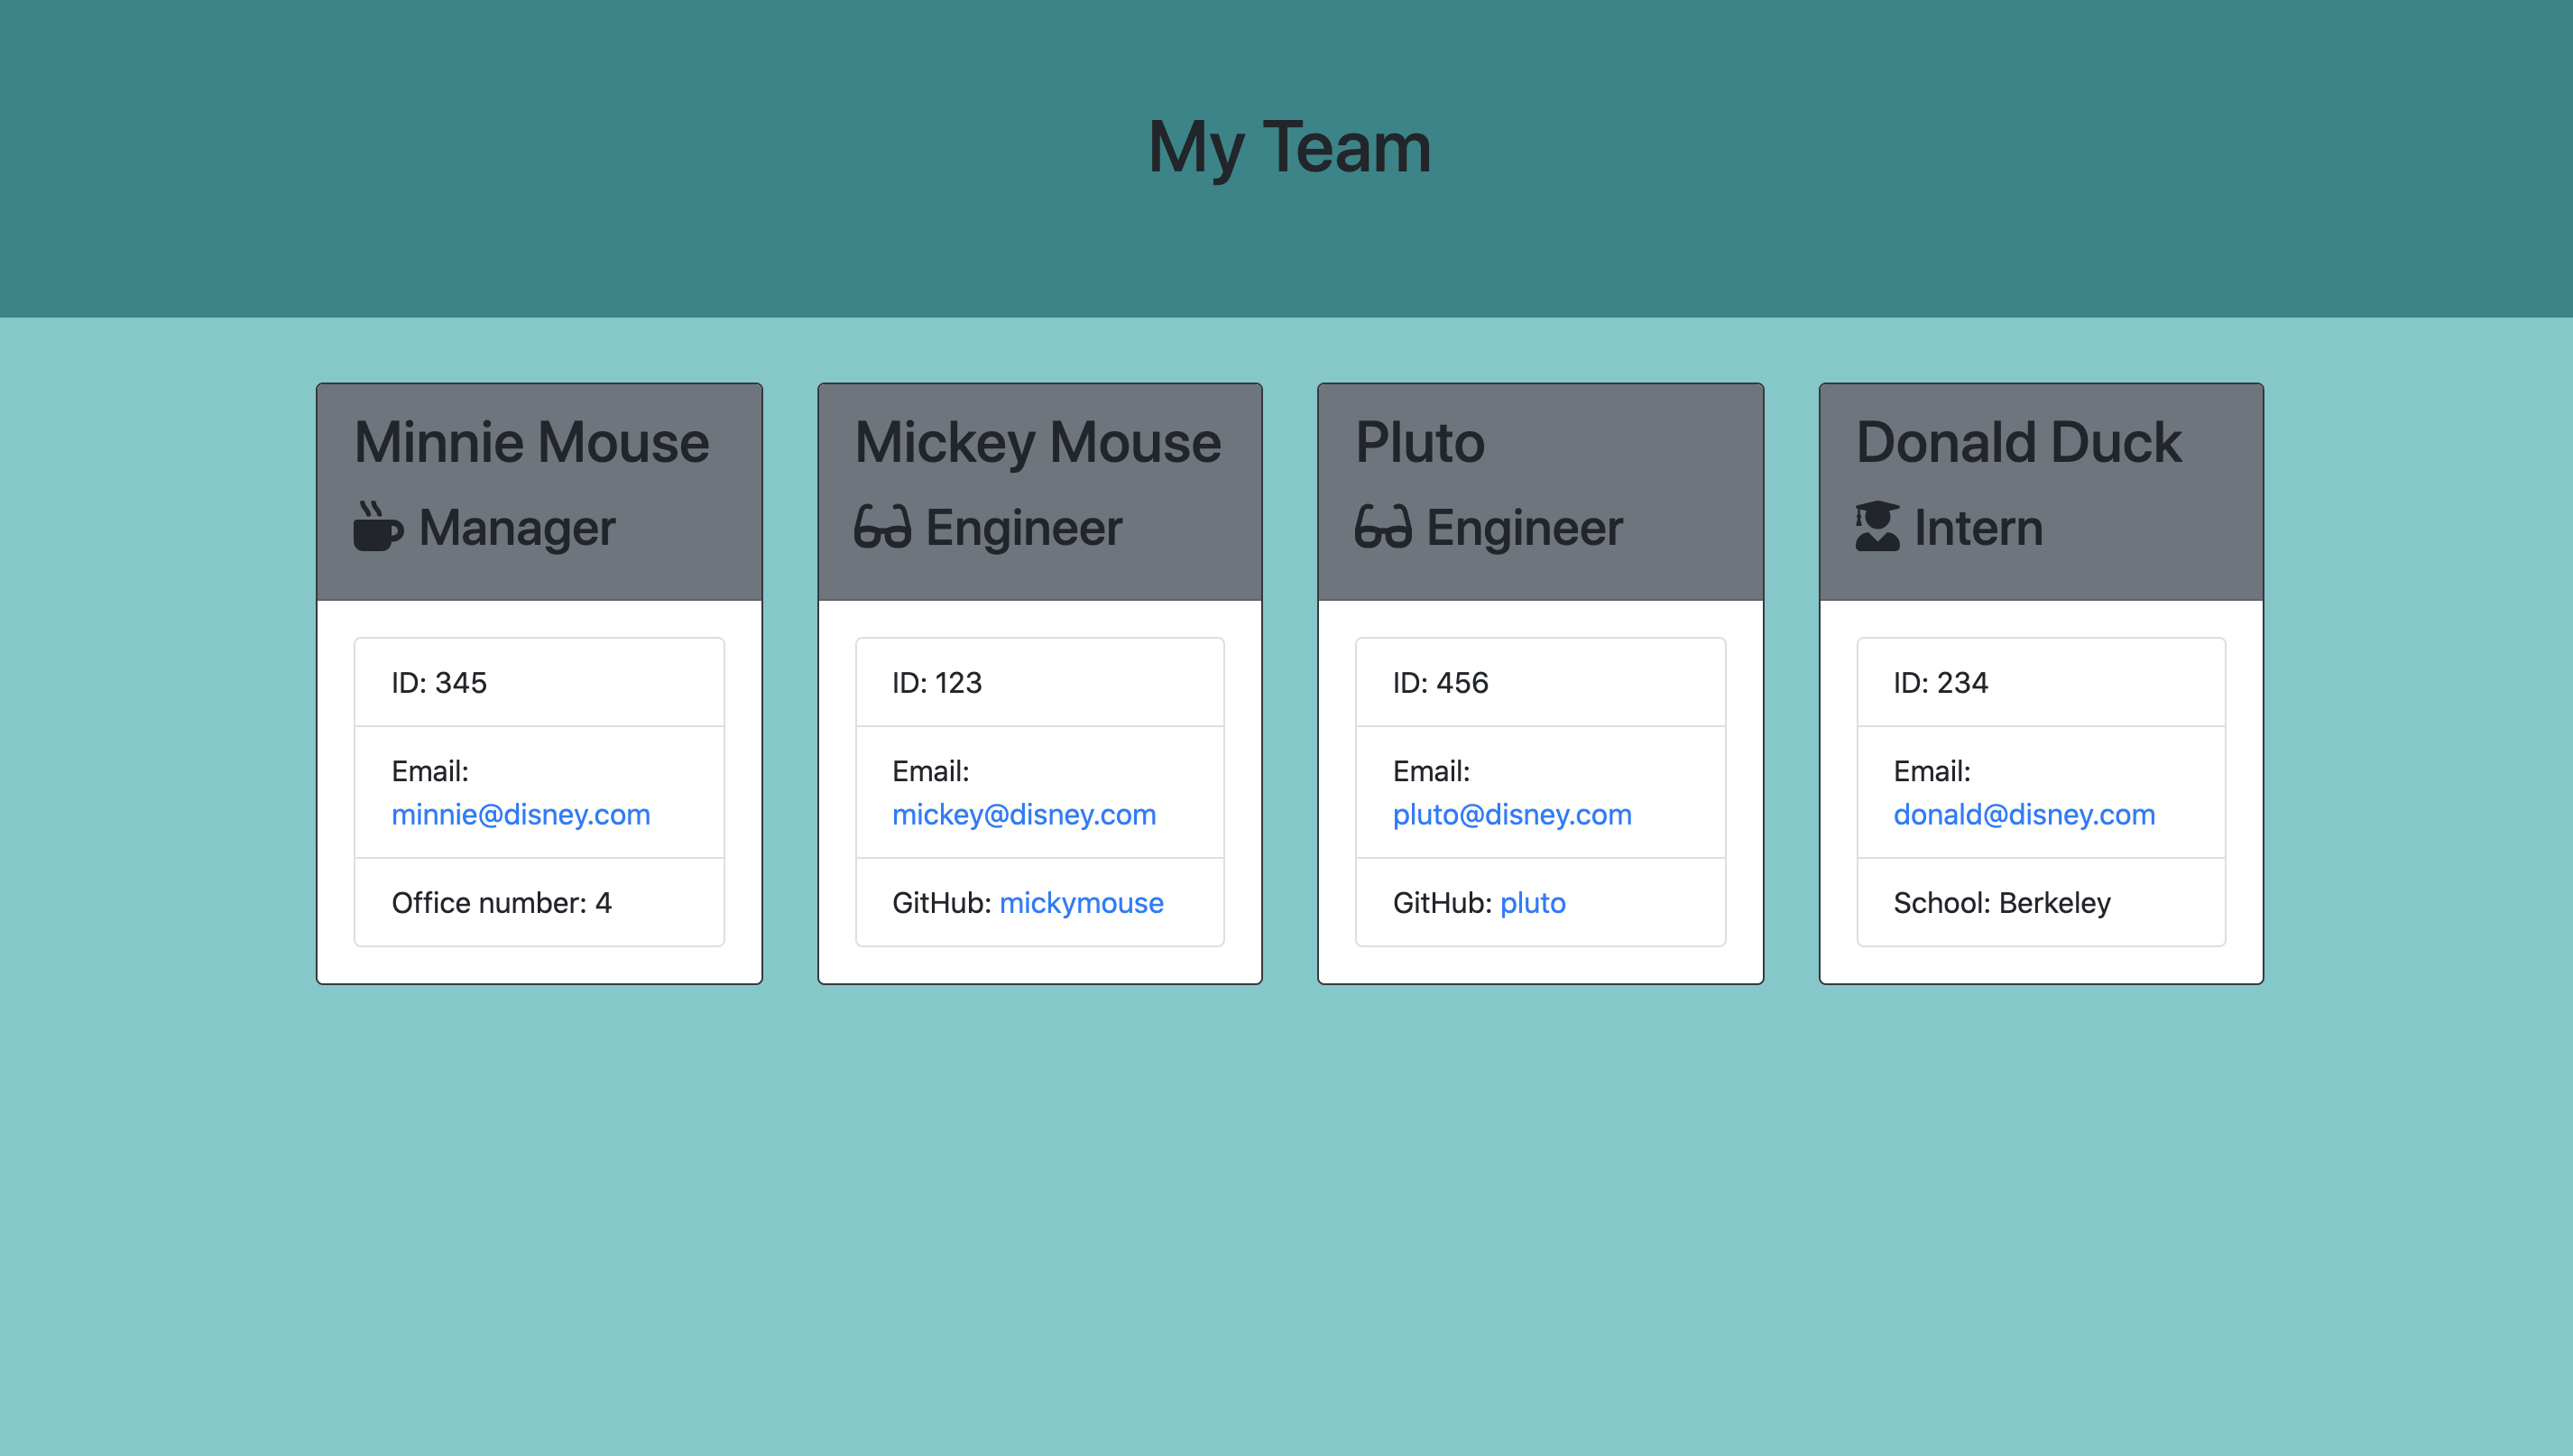 My Team
Minnie Mouse
Manager
ID: 345
Email:
minnie@disney.com
Office number: 4
Mickey Mouse
Engineer
ID: 123
Email:
mickey@disney.com
GitHub: mickymouse
Pluto
Engineer
ID: 456
Email:
pluto@disney.com
GitHub: pluto
Donald Duck
Intern
ID: 234
Email:
donald@disney.com
School: Berkeley